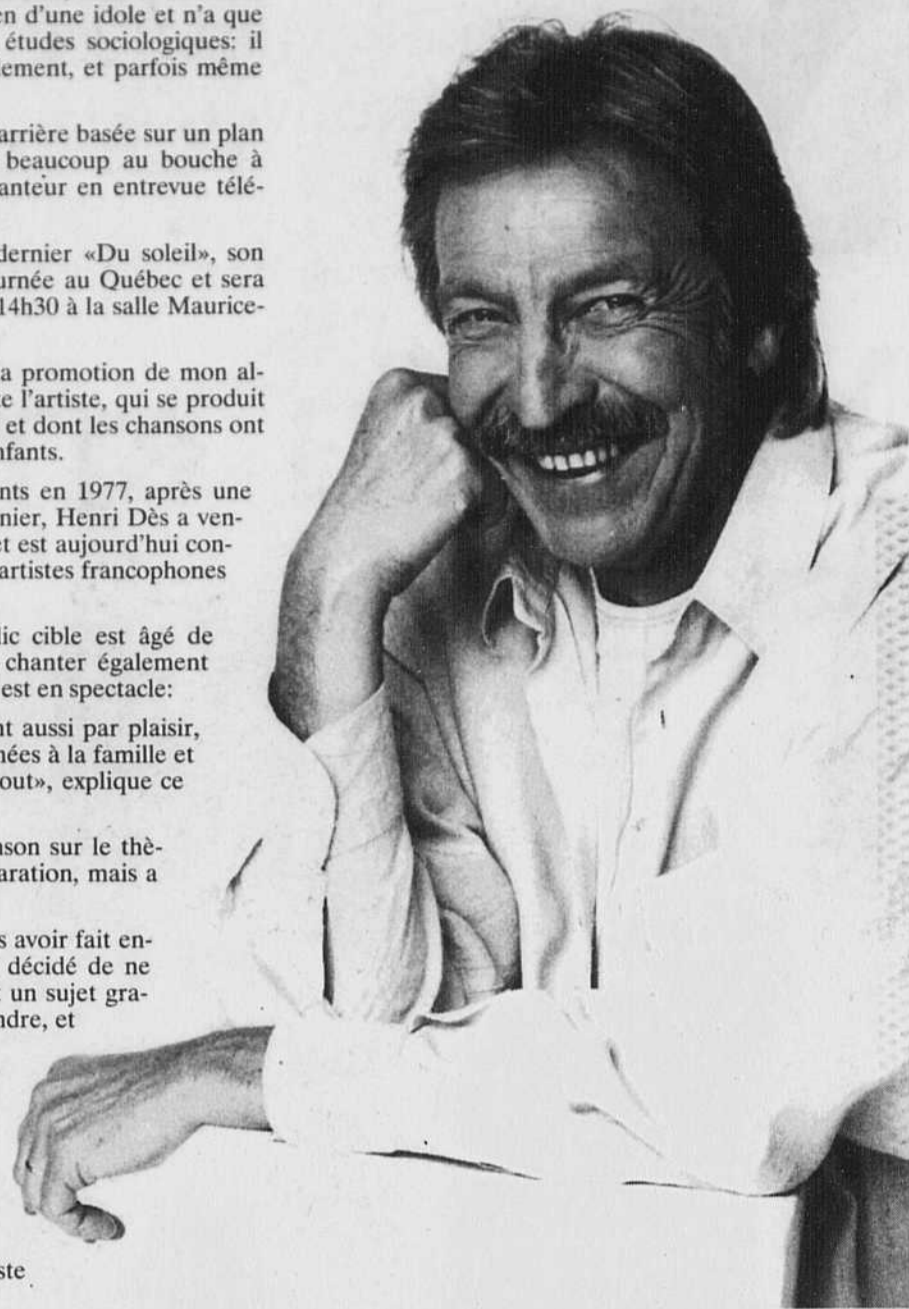 en d'une idole et n'a que
études sociologiques: il
lement, et parfois même
arrière basée sur un plan
beaucoup au bouche à
anteur en entrevue télé-
dernier «Du soleil», son
urnée au Québec et sera
14h30 à la salle Maurice-
a promotion de mon al-
te l'artiste, qui se produit
et dont les chansons ont
nfants.
nts en 1977, après une
nier, Henri Dès a ven-
et est aujourd'hui con-
artistes francophones
lic cible est âgé de
chanter également
est en spectacle:
nt aussi par plaisir,
nées à la famille et
out», explique ce
nson sur le thè-
aration, mais a
s avoir fait en-
décidé de ne
t un sujet gra-
ndre, et
ste